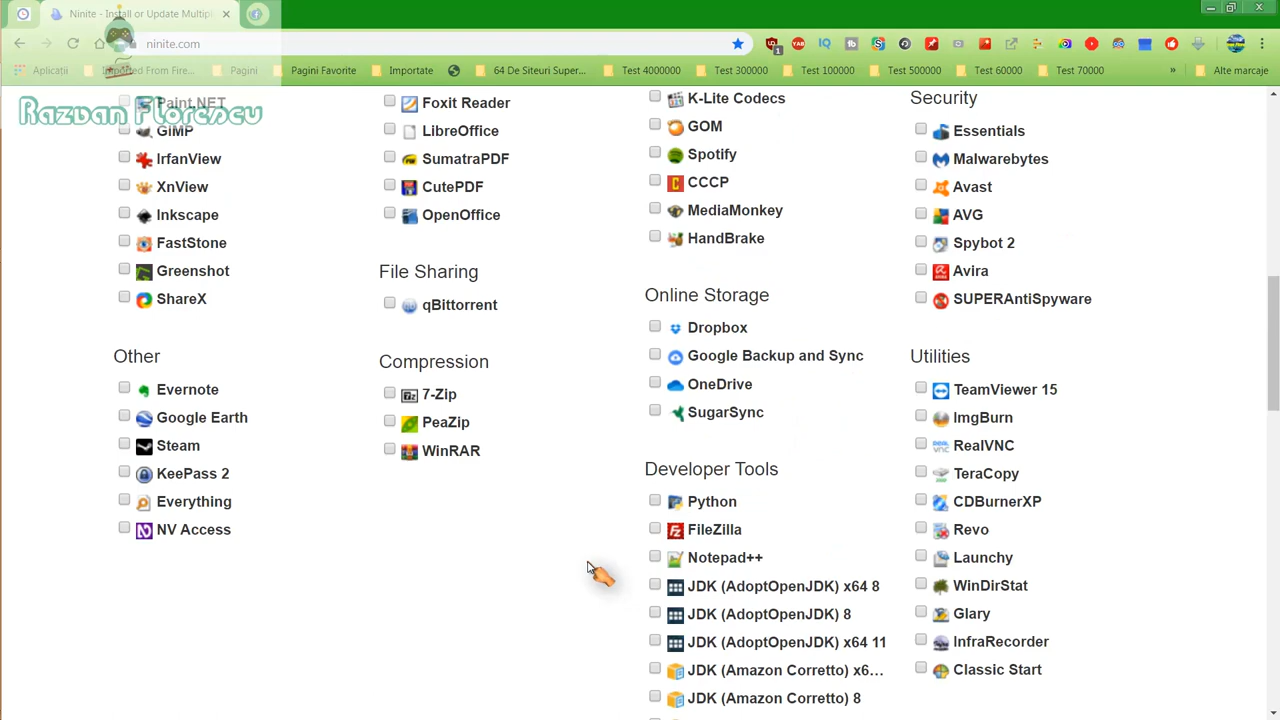 Ninite - Install or Update Multipl
ninite.com
1
YAB
IQ
Aplicații
Imported From Fire...
Pagini
Pagini Favorite
Importate
64 De Siteuri Super...
Test 4000000
Test 300000
Test 100000
Test 500000
Test 60000
Test 70000
»
Alte marcaje
Razvan Florescu
Paint.NET
GIMP
IrfanView
XnView
Inkscape
FastStone
Greenshot
ShareX
Other
Evernote
Google Earth
Steam
KeePass 2
Everything
NV Access
Foxit Reader
LibreOffice
SumatraPDF
CutePDF
OpenOffice
File Sharing
qBittorrent
Compression
7-Zip
PeaZip
WinRAR
K-Lite Codecs
GOM
Spotify
CCCP
MediaMonkey
HandBrake
Online Storage
Dropbox
Google Backup and Sync
OneDrive
SugarSync
Developer Tools
Python
FileZilla
Notepad++
JDK (AdoptOpenJDK) x64 8
JDK (AdoptOpenJDK) 8
JDK (AdoptOpenJDK) x64 11
JDK (Amazon Corretto) x6...
JDK (Amazon Corretto) 8
Security
Essentials
Malwarebytes
Avast
AVG
Spybot 2
Avira
SUPERAntiSpyware
Utilities
TeamViewer 15
ImgBurn
RealVNC
TeraCopy
CDBurnerXP
Revo
Launchy
WinDirStat
Glary
InfraRecorder
Classic Start